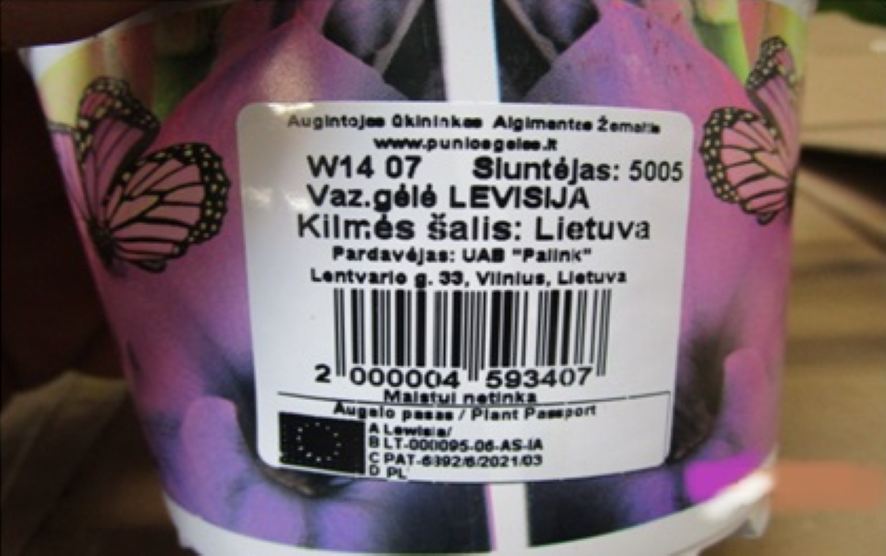 Augintojas ūkininkas Algimantas Žemaitis
www.puniosgeles.lt
W14 07 Siuntėjas: 5005
Vaz.gėlė LEVISIJA
Kilmės šalis: Lietuva
Pardavėjas: UAB "Palink"
Lentvario g. 33, Vilnius, Lietuva
2 000004 593407
Maistui netinka
Augalo pasas / Plant Passport
A Lewisia/
B LT-000095-06-AS-IA
C PAT-6392/6/2021/03
D PL